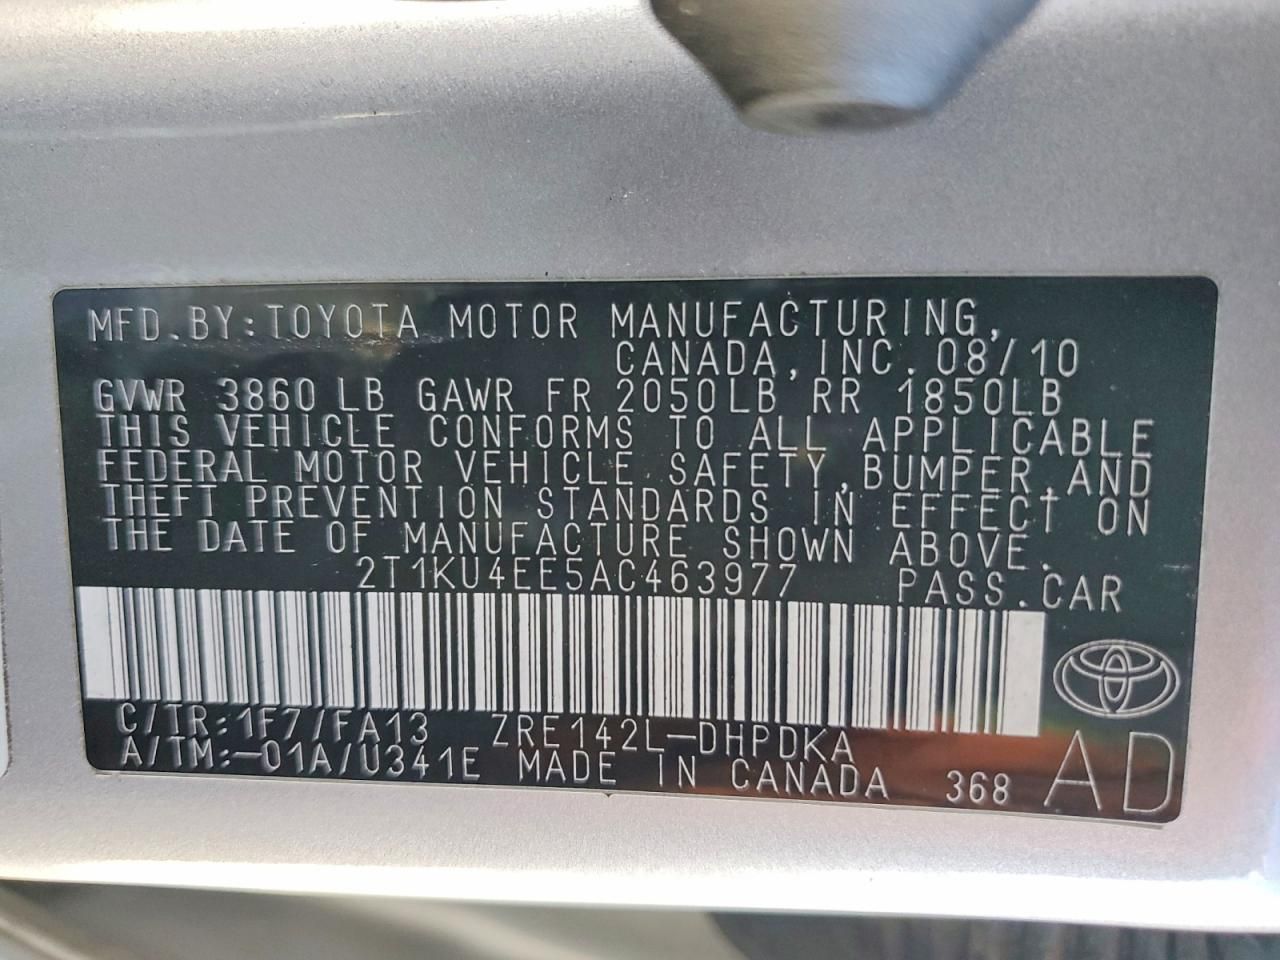 MFD.BY:TOYOTA MOTOR MANUFACTURING,
CANADA,INC.08/10
GVWR 3860 LB GAWR FR 2050LB RR 1850LB
THIS VEHICLE CONFORMS TO ALL APPLICABLE
FEDERAL MOTOR VEHICLE SAFETY,BUMPER,AND
THEFT PREVENTION STANDARDS IN EFFECT ON
THE DATE OF MANUFACTURE SHOWN ABOVE.
2T1KU4EE5AC463977 PASS.CAR
C/TR:1F7/FA13 ZRE142L-DHPDKA
A/TM:-01A/U341E MADE IN CANADA 368 AD